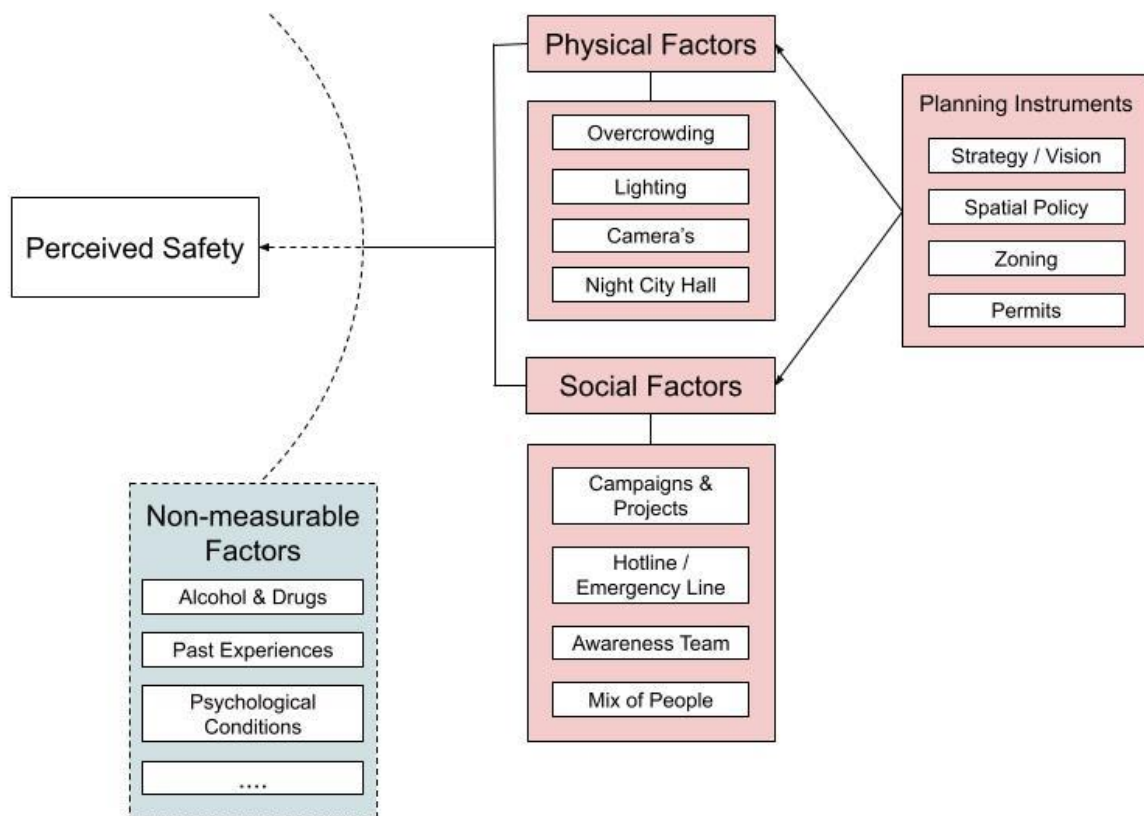 Physical Factors
Overcrowding
Lighting
Camera's
Night City Hall
Planning Instruments
Strategy / Vision
Spatial Policy
Zoning
Permits
Perceived Safety
Social Factors
Campaigns &
Projects
Hotline /
Emergency Line
Awareness Team
Mix of People
Non-measurable
Factors
Alcohol & Drugs
Past Experiences
Psychological
Conditions
....